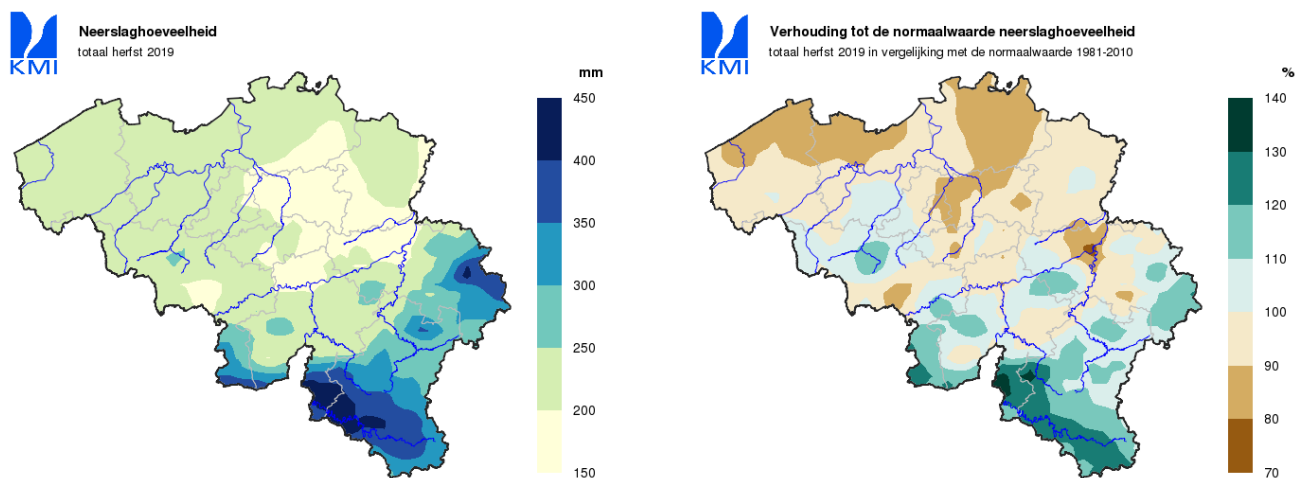 KMI
Neerslaghoeveelheid
totaal herfst 2019
mm
450
400
350
300
250
200
150
KMI
Verhouding tot de normaalwaarde neerslaghoeveelheid
totaal herfst 2019 in vergelijking met de normaalwaarde 1981-2010
%
140
130
120
110
100
90
80
70